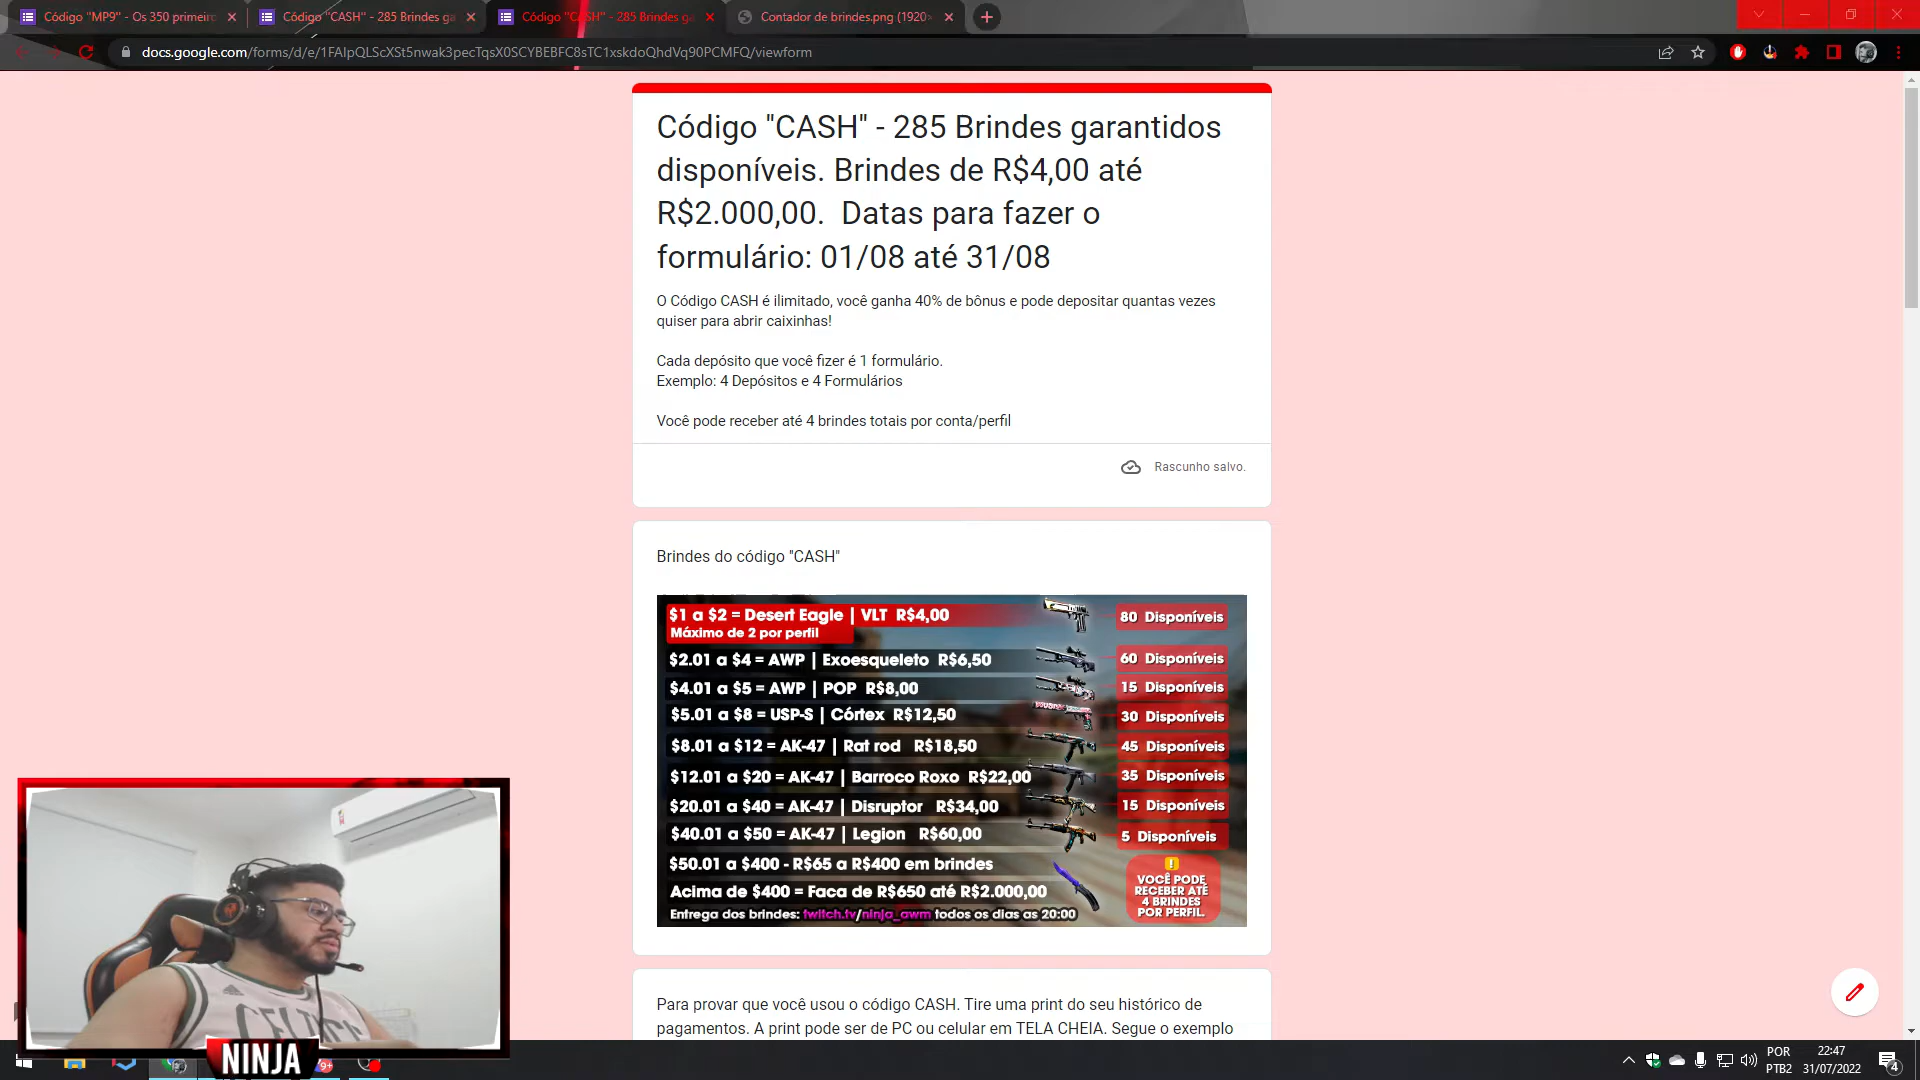 Código "MP9" - Os 350 primeiro
Código "CASH" - 285 Brindes ga
Código "CASH" - 285 Brindes ga
Contador de brindes.png (1920×
docs.google.com/forms/d/e/1FAIpQLScXSt5nwak3pecTqsX0SCYBEBFC8sTC1xskdoQhdVq90PCMFQ/viewform
Código "CASH" - 285 Brindes garantidos
disponíveis. Brindes de R$4,00 até
R$2.000,00. Datas para fazer o
formulário: 01/08 até 31/08
O Código CASH é ilimitado, você ganha 40% de bônus e pode depositar quantas vezes
quiser para abrir caixinhas!
Cada depósito que você fizer é 1 formulário.
Exemplo: 4 Depósitos e 4 Formulários
Você pode receber até 4 brindes totais por conta/perfil
Rascunho salvo.
Brindes do código "CASH"
$1 a $2 = Desert Eagle | VLT R$4,00
80 Disponíveis
Máximo de 2 por perfil
$2.01 a $4 = AWP | Exoesqueleto R$6,50
60 Disponíveis
$4.01 a $5 = AWP | POP R$8,00
15 Disponíveis
$5.01 a $8 = USP-S | Córtex R$12,50
30 Disponíveis
$8.01 a $12 = AK-47 | Rat rod R$18,50
45 Disponíveis
$12.01 a $20 = AK-47 | Barroco Roxo R$22,00
35 Disponíveis
$20.01 a $40 = AK-47 | Disruptor R$34,00
15 Disponíveis
$40.01 a $50 = AK-47 | Legion R$60,00
5 Disponíveis
$50.01 a $400 - R$65 a R$400 em brindes
Acima de $400 = Faca de R$650 até R$2.000,00
Entrega dos brindes: twitch.tv/ninja_awm todos os dias as 20:00
!
VOCÊ PODE
RECEBER ATÉ
4 BRINDES
POR PERFIL.
Para provar que você usou o código CASH. Tire uma print do seu histórico de
pagamentos. A print pode ser de PC ou celular em TELA CHEIA. Segue o exemplo
NINJA
9+
POR
PTB2
22:47
31/07/2022
4